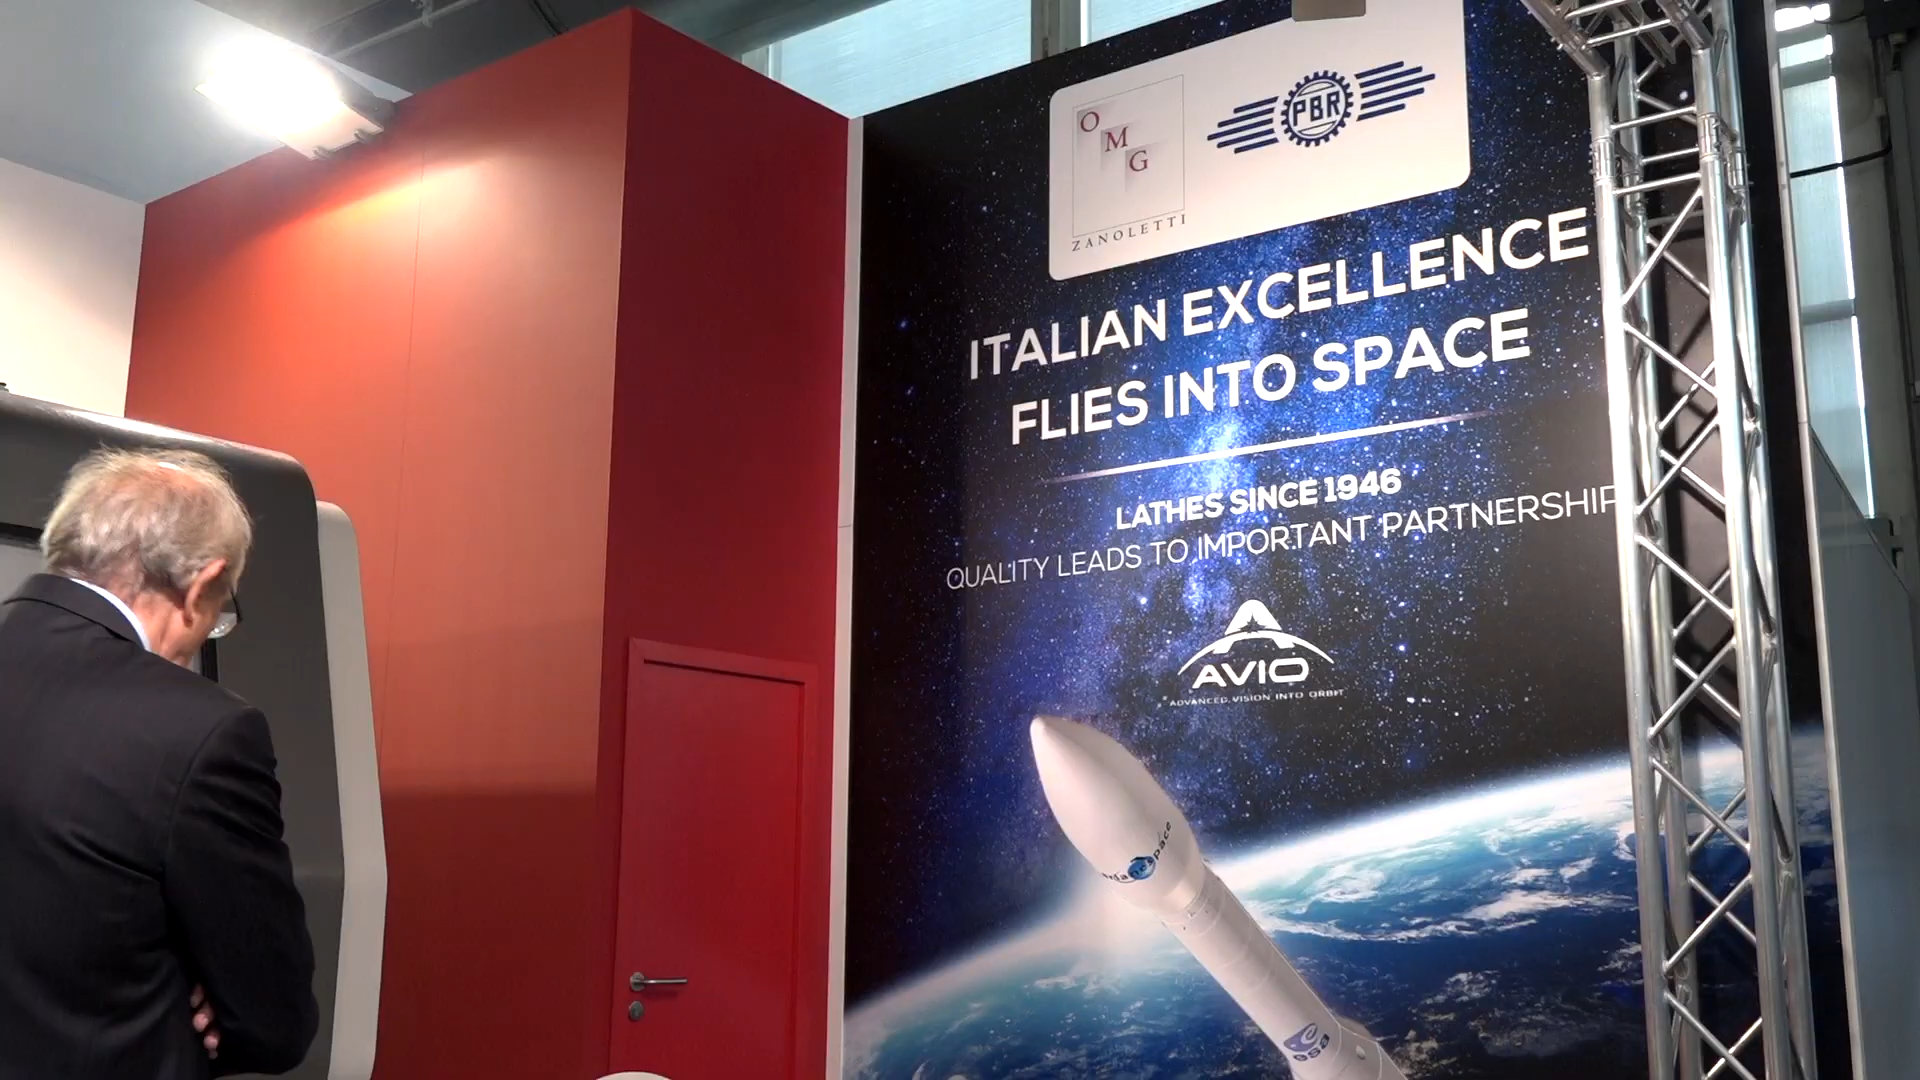 O
M
G
ZANOLETTI
PBR
ITALIAN EXCELLENCE
FLIES INTO SPACE
LATHES SINCE 1946
QUALITY LEADS TO IMPORTANT PARTNERSHIP
AVIO
ADVANCED VISION INTO ORBIT
esa